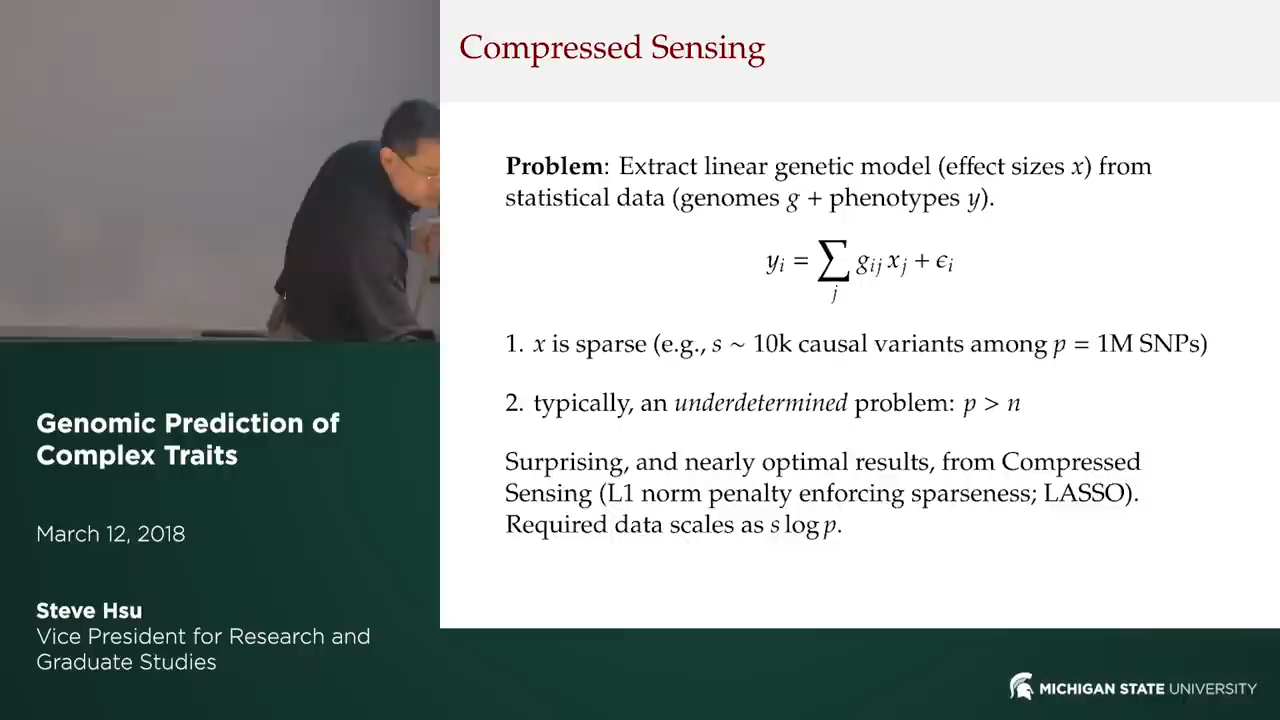 Compressed Sensing
Problem: Extract linear genetic model (effect sizes x) from
statistical data (genomes g + phenotypes y).
yᵢ = ∑ gᵢⱼ xⱼ + ϵᵢ
j
1. x is sparse (e.g., s ~ 10k causal variants among p = 1M SNPs)
2. typically, an underdetermined problem: p > n
Surprising, and nearly optimal results, from Compressed
Sensing (L1 norm penalty enforcing sparseness; LASSO).
Required data scales as s log p.
Genomic Prediction of
Complex Traits
March 12, 2018
Steve Hsu
Vice President for Research and
Graduate Studies
MICHIGAN STATE UNIVERSITY